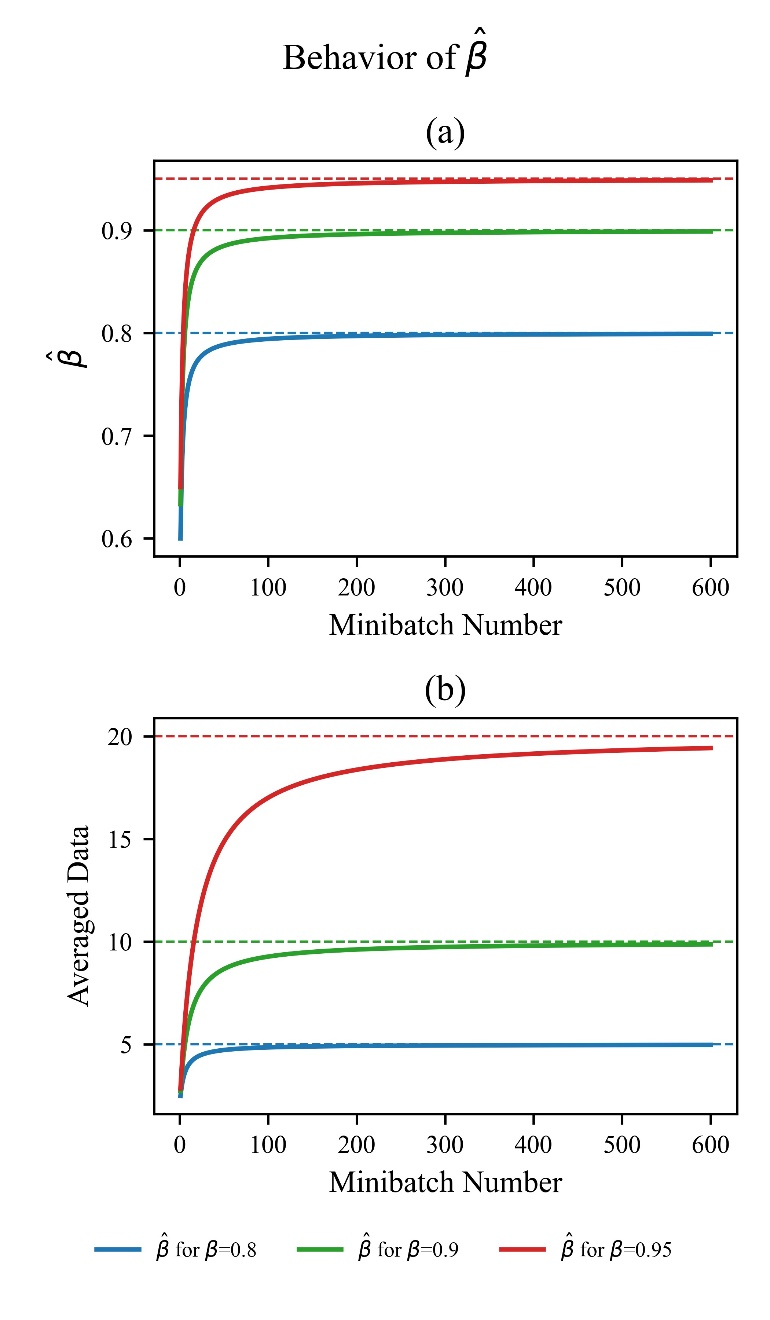 Behavior of β̂
(a)
0.9
0.8
0.7
0.6
β̂
0 100 200 300 400 500 600
Minibatch Number
(b)
20
15
10
5
Averaged Data
0 100 200 300 400 500 600
Minibatch Number
β̂ for β=0.8 β̂ for β=0.9 β̂ for β=0.95